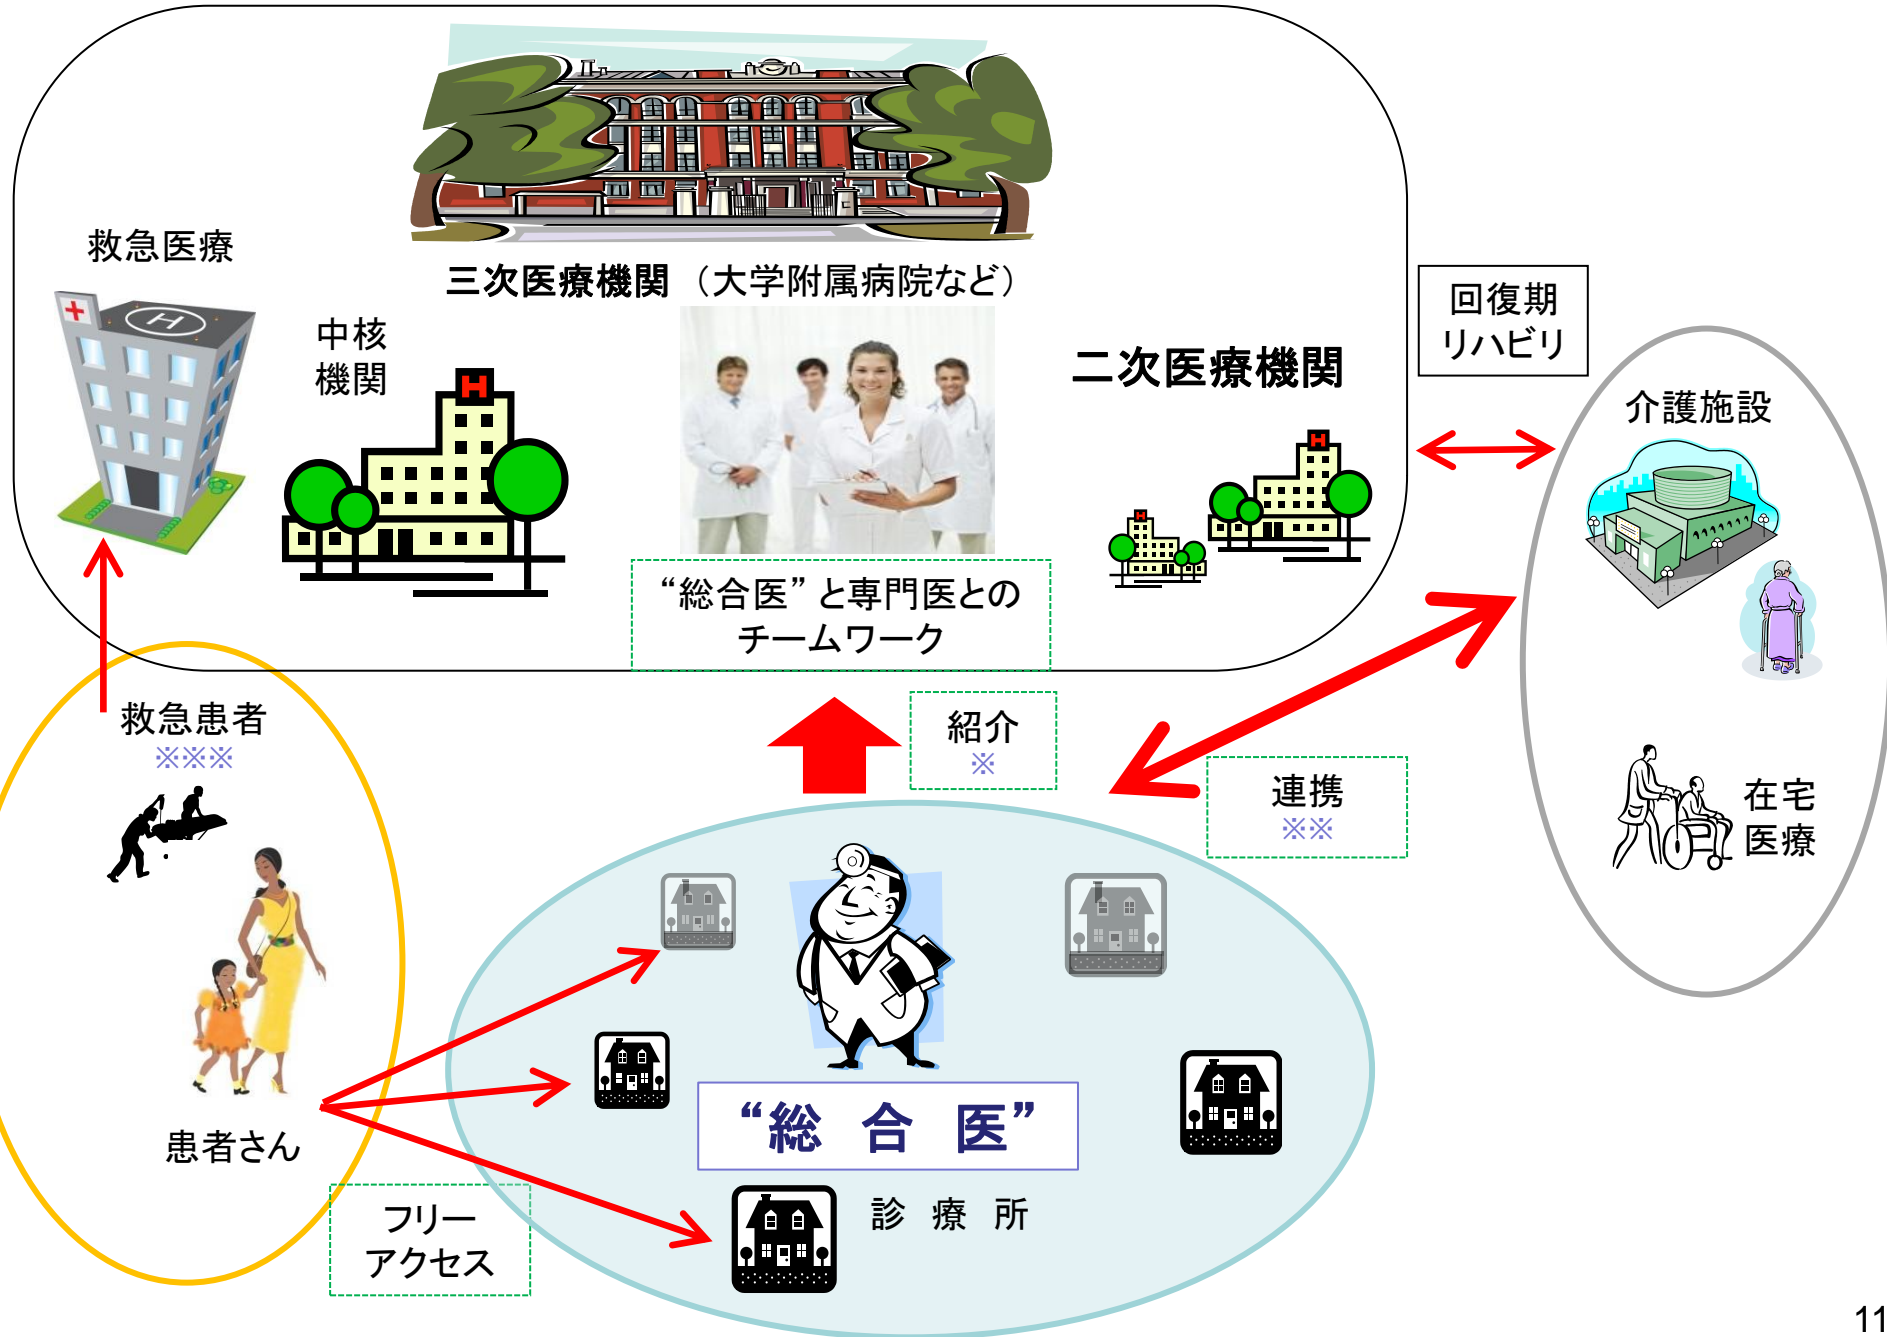 救急医療
三次医療機関 （大学附属病院など）
中核
機関
H
H
二次医療機関
H
H
回復期
リハビリ
介護施設
“総合医” と専門医との
チームワーク
救急患者
※※※
紹介
※
連携
※※
在宅
医療
患者さん
“総 合 医”
診 療 所
フリー
アクセス
11